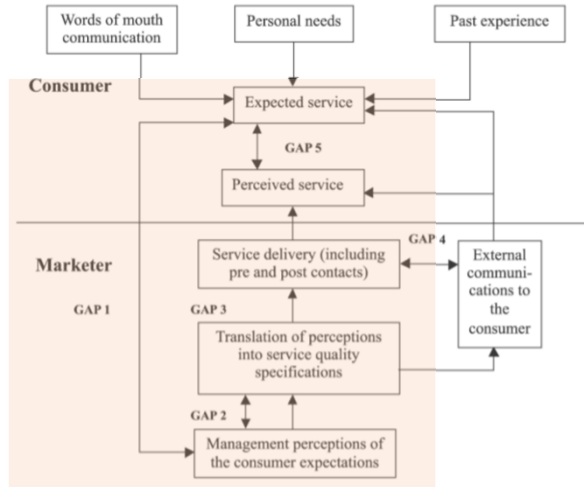 Words of mouth
communication
Personal needs
Past experience
Consumer
Expected service
GAP 5
Perceived service
Marketer
Service delivery (including
pre and post contacts)
GAP 4
External
communi-
cations to
the
consumer
GAP 1
GAP 3
Translation of perceptions
into service quality
specifications
GAP 2
Management perceptions of
the consumer expectations